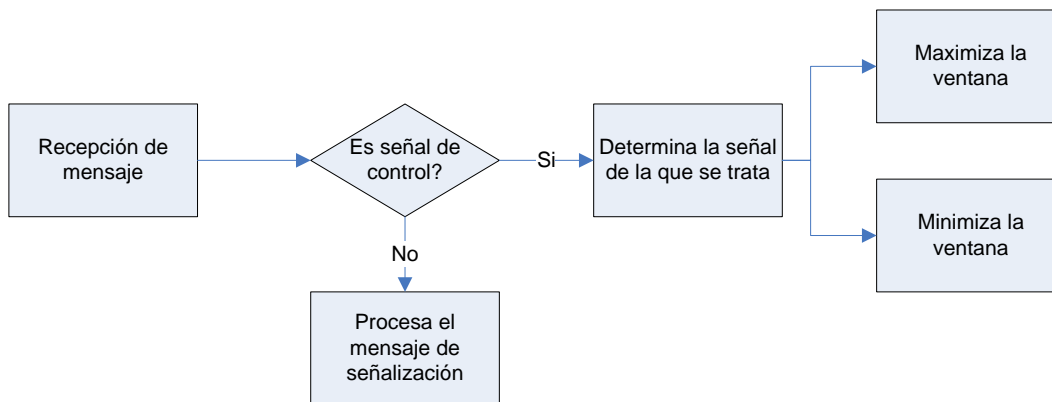 Recepción de
mensaje
Es señal de
control?
Si
Determina la señal
de la que se trata
Maximiza la
ventana
Minimiza la
ventana
No
Procesa el
mensaje de
señalización